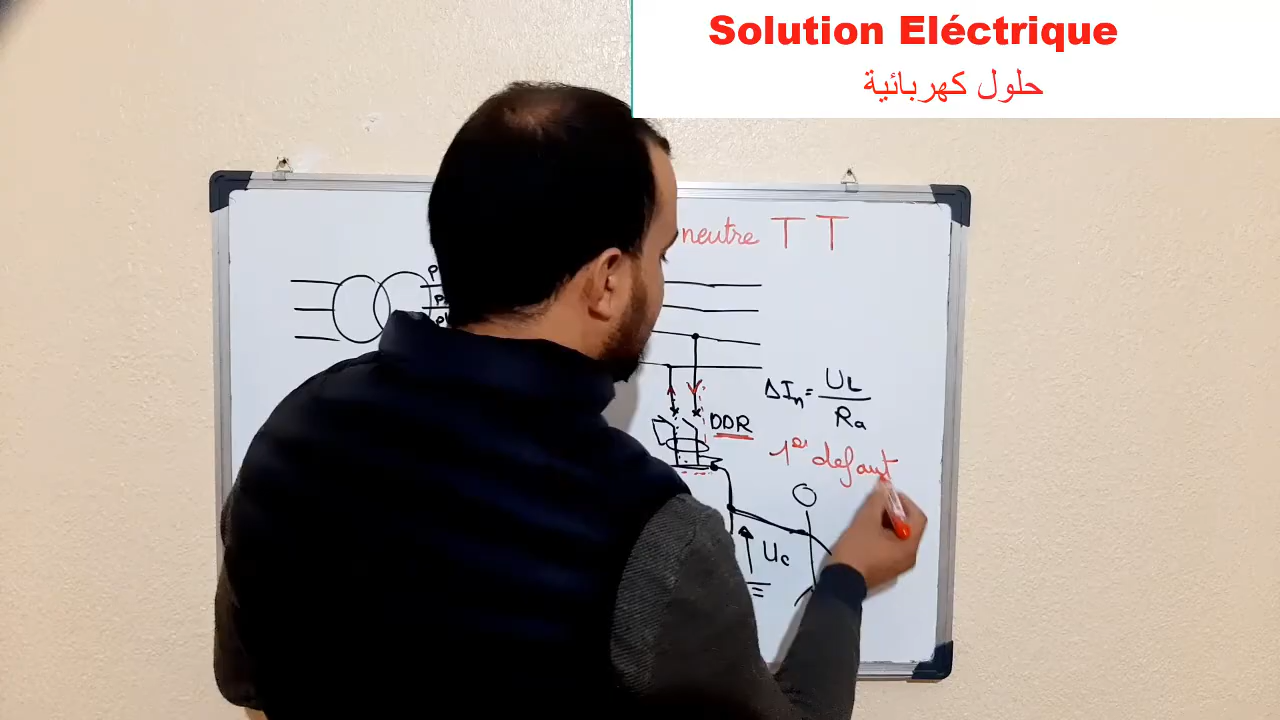 Solution Eléctrique
حلول كهربائية
neutre T T
ΔIn = UL / Ra
DDR
1er defaut
Uc